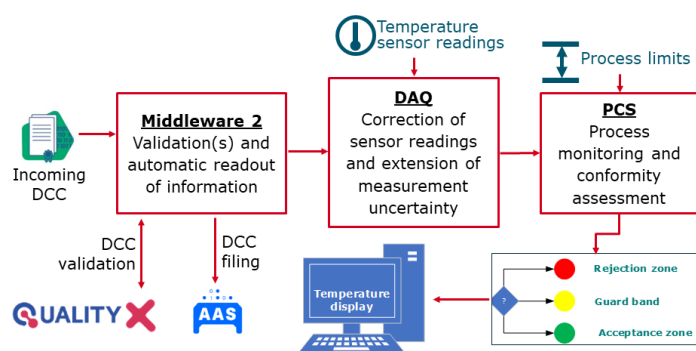 Temperature
sensor readings
Process limits
Incoming
DCC
Middleware 2
Validation(s) and
automatic readout
of information
DAQ
Correction of
sensor readings
and extension of
measurement
uncertainty
PCS
Process
monitoring and
conformity
assessment
DCC
validation
DCC
filing
QUALITY X
AAS
Temperature
display
?
Rejection zone
Guard band
Acceptance zone